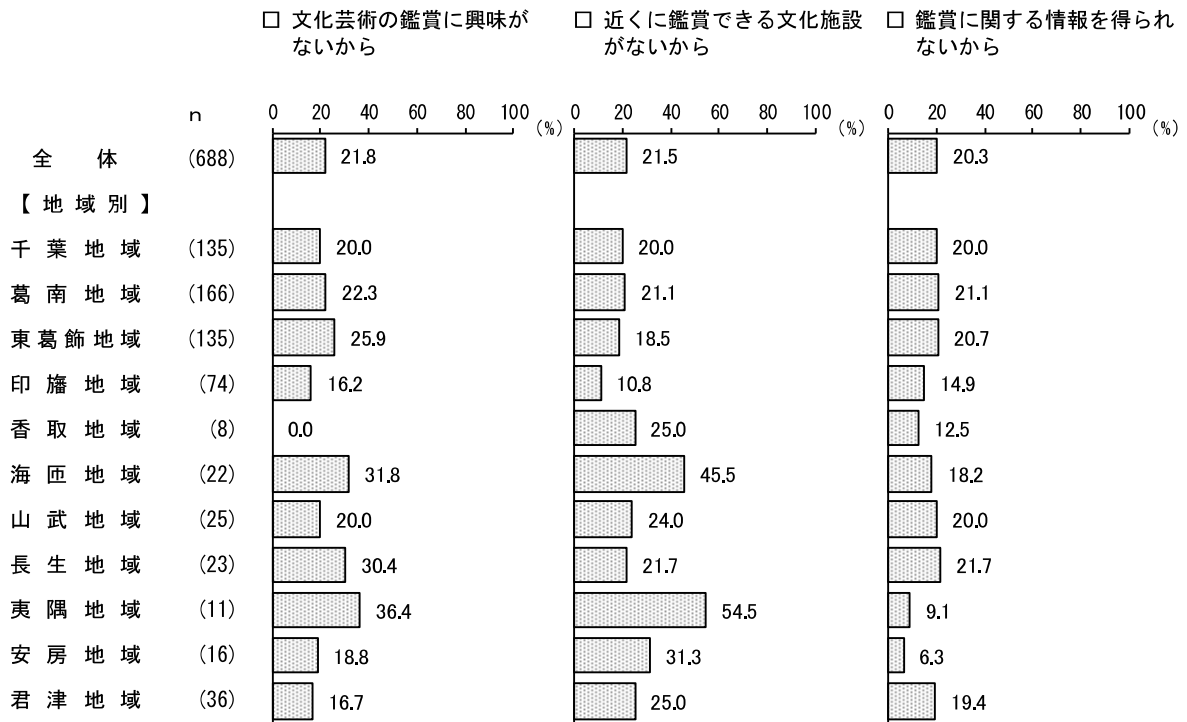 □ 文化芸術の鑑賞に興味が
ないから
□ 近くに鑑賞できる文化施設
がないから
□ 鑑賞に関する情報を得られ
ないから
n 0 20 40 60 80 100 (%) 0 20 40 60 80 100 (%) 0 20 40 60 80 100 (%)
全体 (688) 21.8 21.5 20.3
【地域別】
千葉地域 (135) 20.0 20.0 20.0
葛南地域 (166) 22.3 21.1 21.1
東葛飾地域 (135) 25.9 18.5 20.7
印旛地域 (74) 16.2 10.8 14.9
香取地域 (8) 0.0 25.0 12.5
海匝地域 (22) 31.8 45.5 18.2
山武地域 (25) 20.0 24.0 20.0
長生地域 (23) 30.4 21.7 21.7
夷隅地域 (11) 36.4 54.5 9.1
安房地域 (16) 18.8 31.3 6.3
君津地域 (36) 16.7 25.0 19.4